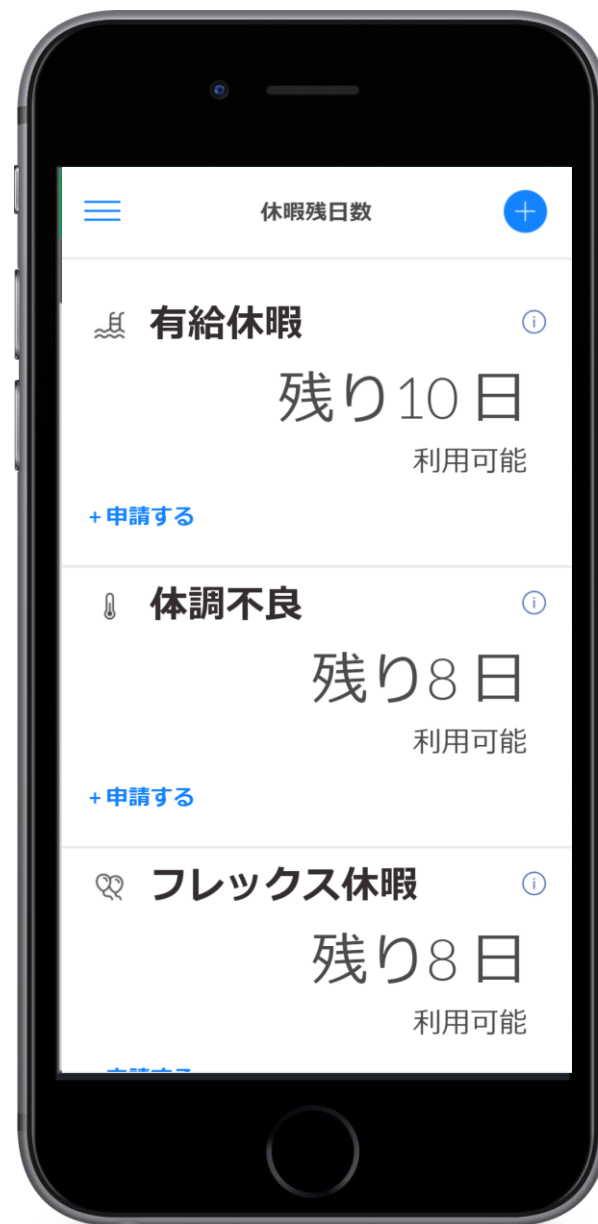 休暇残日数
有給休暇
残り10日
利用可能
+ 申請する
体調不良
残り8日
利用可能
+ 申請する
フレックス休暇
残り8日
利用可能